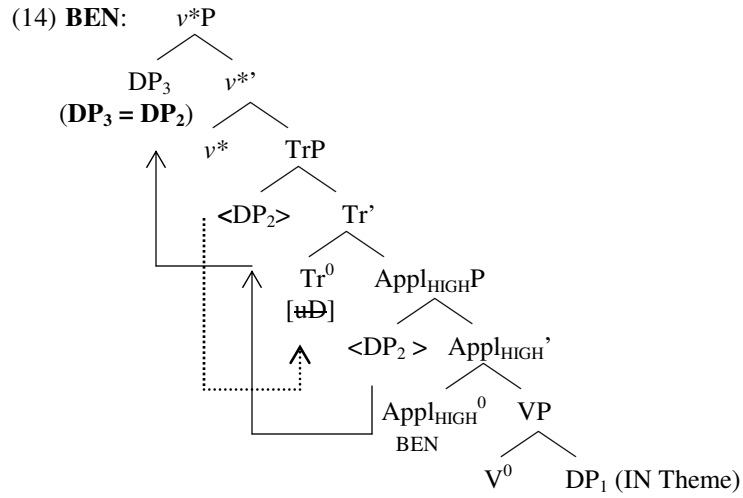 (14) BEN: v*P
DP₃ v*’
(DP₃ = DP₂)
v* TrP
<DP₂> Tr’
Tr⁰ ApplHIGHP
[uD]
<DP₂ > ApplHIGH’
ApplHIGH⁰ VP
BEN
V⁰ DP₁ (IN Theme)